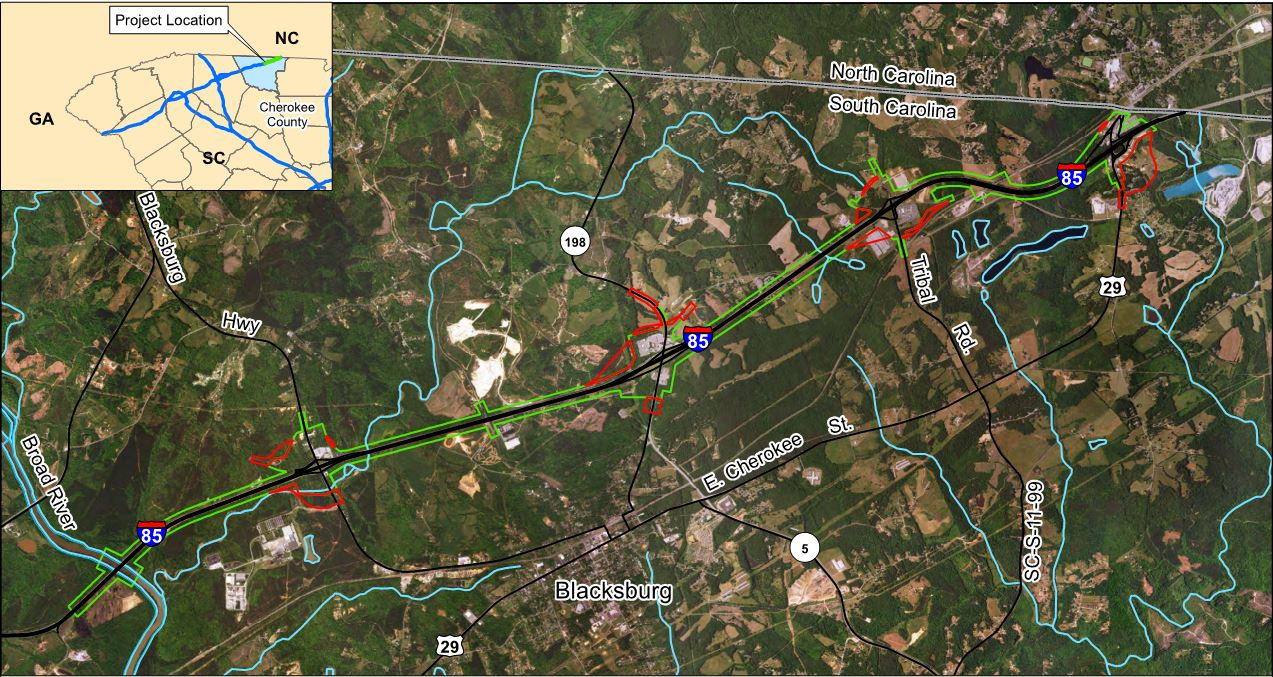 Project Location
NC
GA
Cherokee
County
SC
North Carolina
South Carolina
85
Blacksburg
Hwy
198
Tribal
Rd.
29
85
E. Cherokee
St.
Broad River
85
SC-S-11-99
5
Blacksburg
29